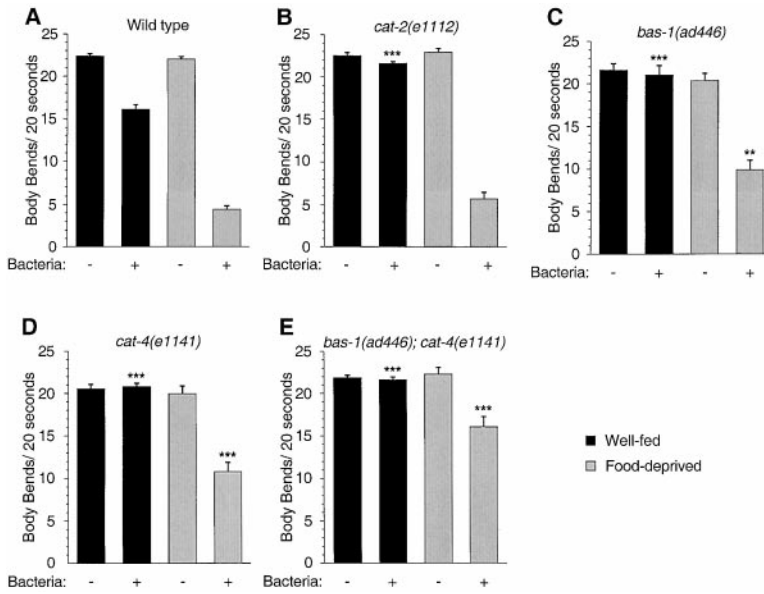 A
Wild type
Body Bends/ 20 seconds
25
20
15
10
5
0
Bacteria: - + - +
B
cat-2(e1112)
Body Bends/ 20 seconds
25
20
15
10
5
0
***
Bacteria: - + - +
C
bas-1(ad446)
Body Bends/ 20 seconds
25
20
15
10
5
0
***
**
Bacteria: - + - +
D
cat-4(e1141)
Body Bends/ 20 seconds
25
20
15
10
5
0
***
***
Bacteria: - + - +
E
bas-1(ad446); cat-4(e1141)
Body Bends/ 20 seconds
25
20
15
10
5
0
***
***
Bacteria: - + - +
Well-fed
Food-deprived